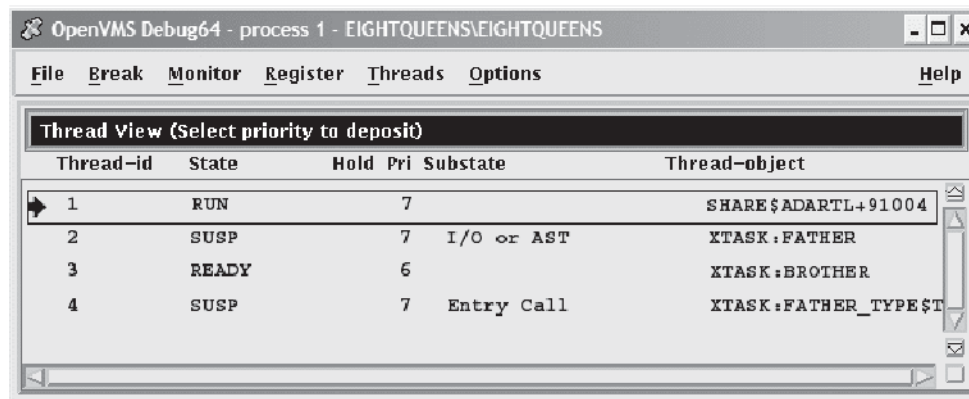 OpenVMS Debug64 - process 1 - EIGHTQUEENS\EIGHTQUEENS
File Break Monitor Register Threads Options Help
Thread View (Select priority to deposit)
Thread-id State Hold Pri Substate Thread-object
1 RUN 7 SHARE$ADARTL+91004
2 SUSP 7 I/O or AST XTASK:FATHER
3 READY 6 XTASK:BROTHER
4 SUSP 7 Entry Call XTASK:FATHER_TYPE$T